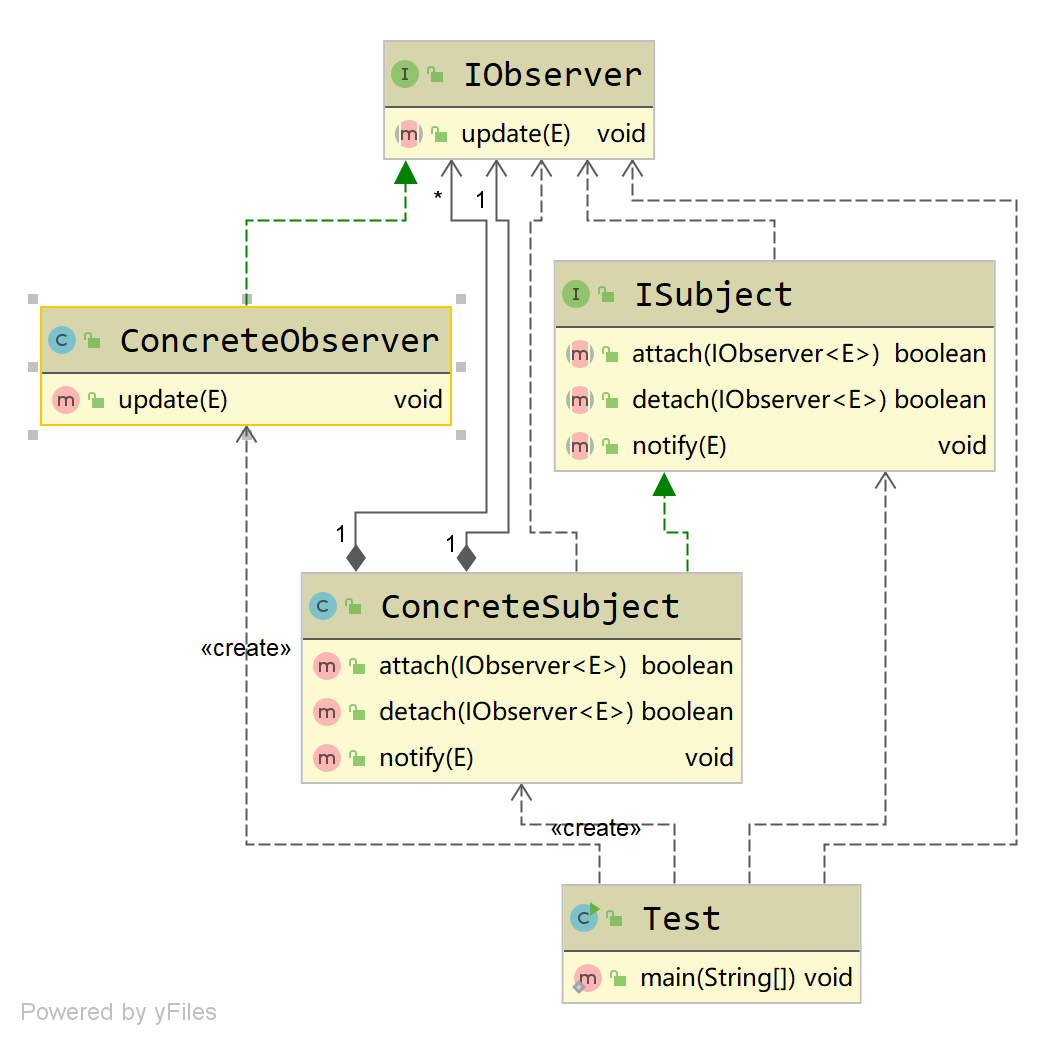 I IObserver
m update(E) void
* 1
I ISubject
m attach(IObserver<E>) boolean
m detach(IObserver<E>) boolean
m notify(E) void
C ConcreteObserver
m update(E) void
1 1
C ConcreteSubject
m attach(IObserver<E>) boolean
m detach(IObserver<E>) boolean
m notify(E) void
«create»
«create»
C Test
m main(String[]) void
Powered by yFiles